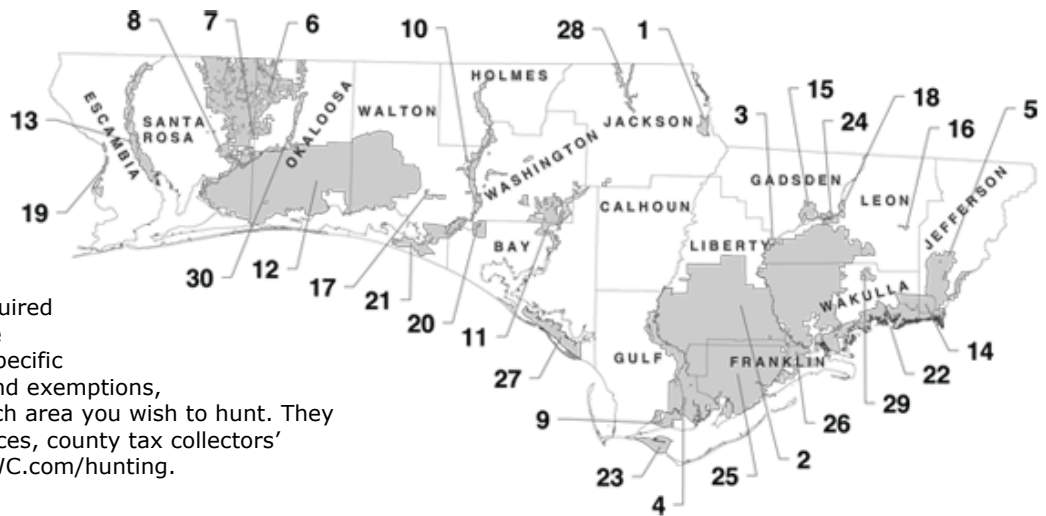 8
7
6
10
28
1
15
24
18
16
5
3
13
19
30
12
17
21
20
11
27
9
23
4
25
2
26
29
22
14
ESCAMBIA
SANTA
ROSA
OKALOOSA
WALTON
HOLMES
WASHINGTON
BAY
JACKSON
CALHOUN
GULF
LIBERTY
GADSDEN
FRANKLIN
LEON
WAKULLA
JEFFERSON
uired
pecific
nd exemptions,
ch area you wish to hunt. They
ces, county tax collectors’
VC.com/hunting.